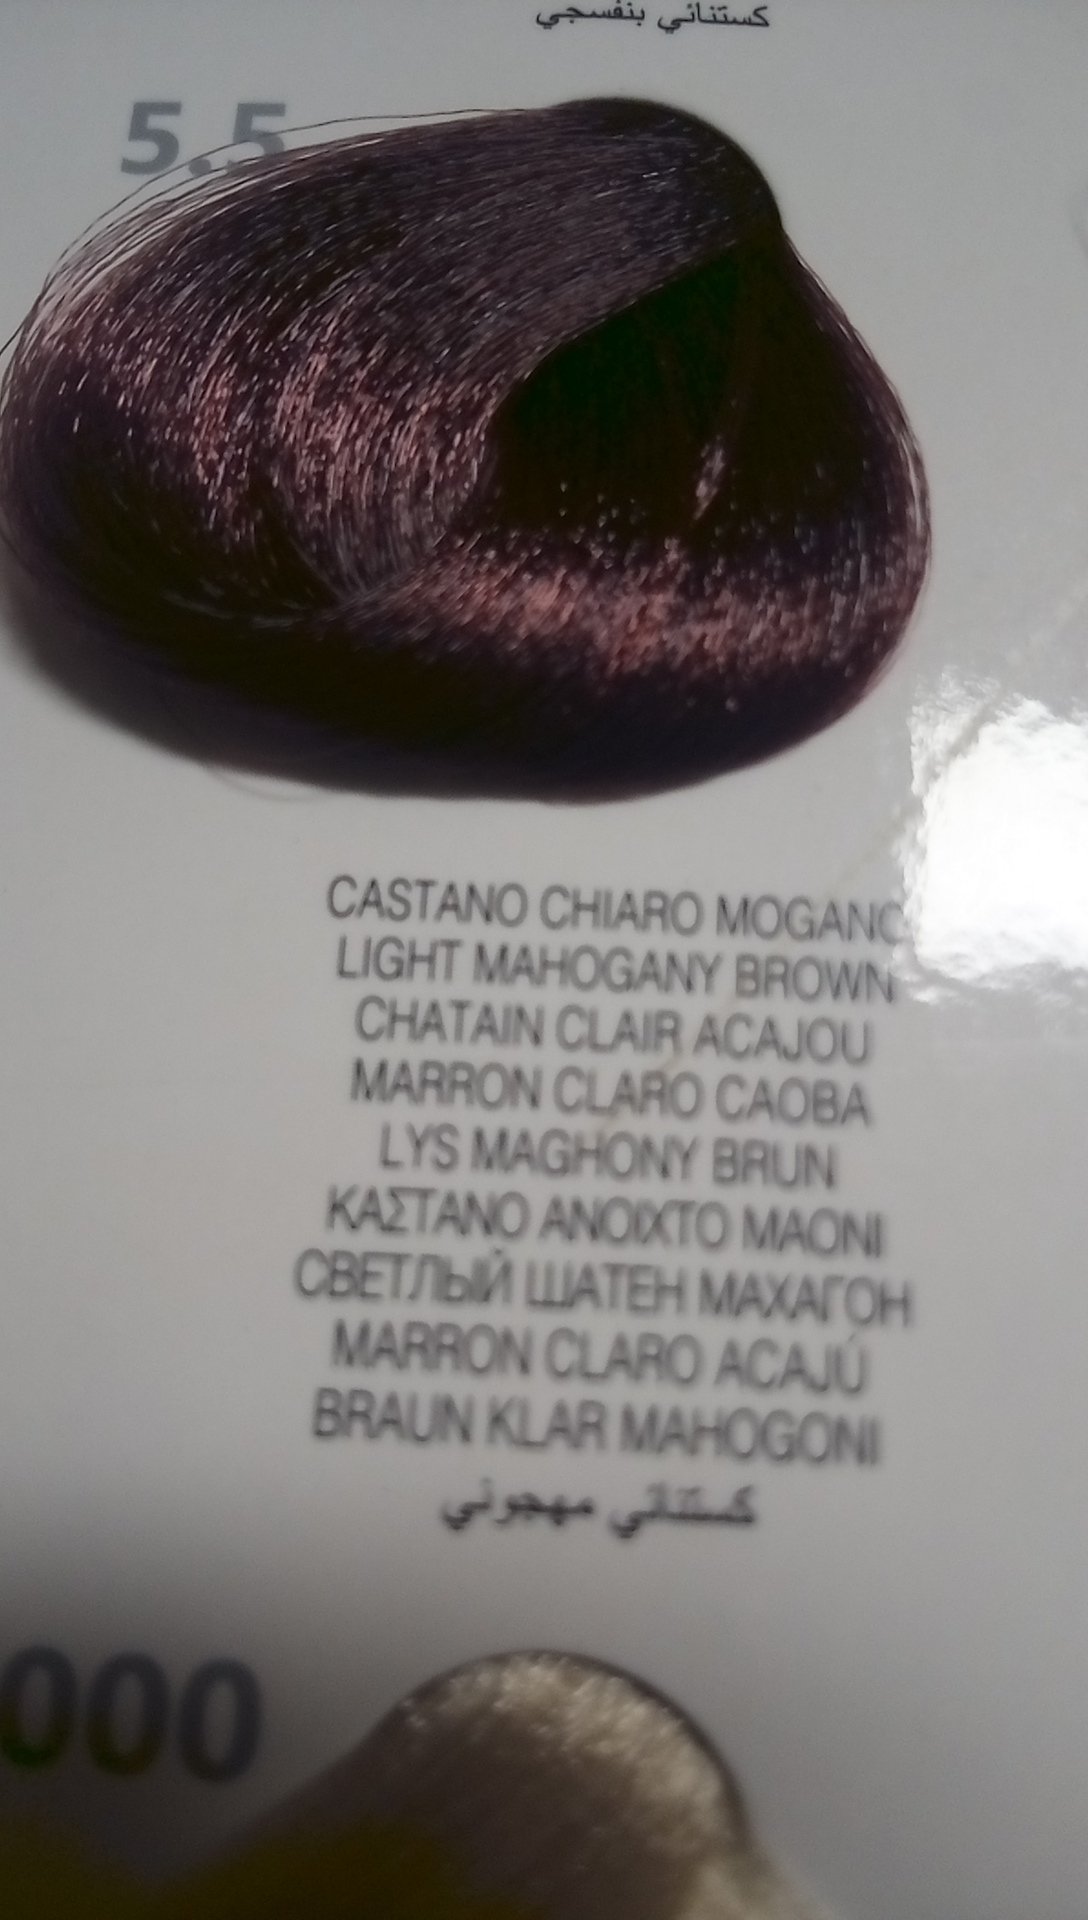 كستنائي بنفسجي
5.5
CASTANO CHIARO MOGANO
LIGHT MAHOGANY BROWN
CHATAIN CLAIR ACAJOU
MARRON CLARO CAOBA
LYS MAGHONY BRUN
ΚΑΣΤΑΝΟ ΑΝΟΙΧΤΟ ΜΑΟΝΙ
СВЕТЛЫЙ ШАТЕН МАХАГОН
MARRON CLARO ACAJÚ
BRAUN KLAR MAHOGONI
كستنائي مهجوني
000